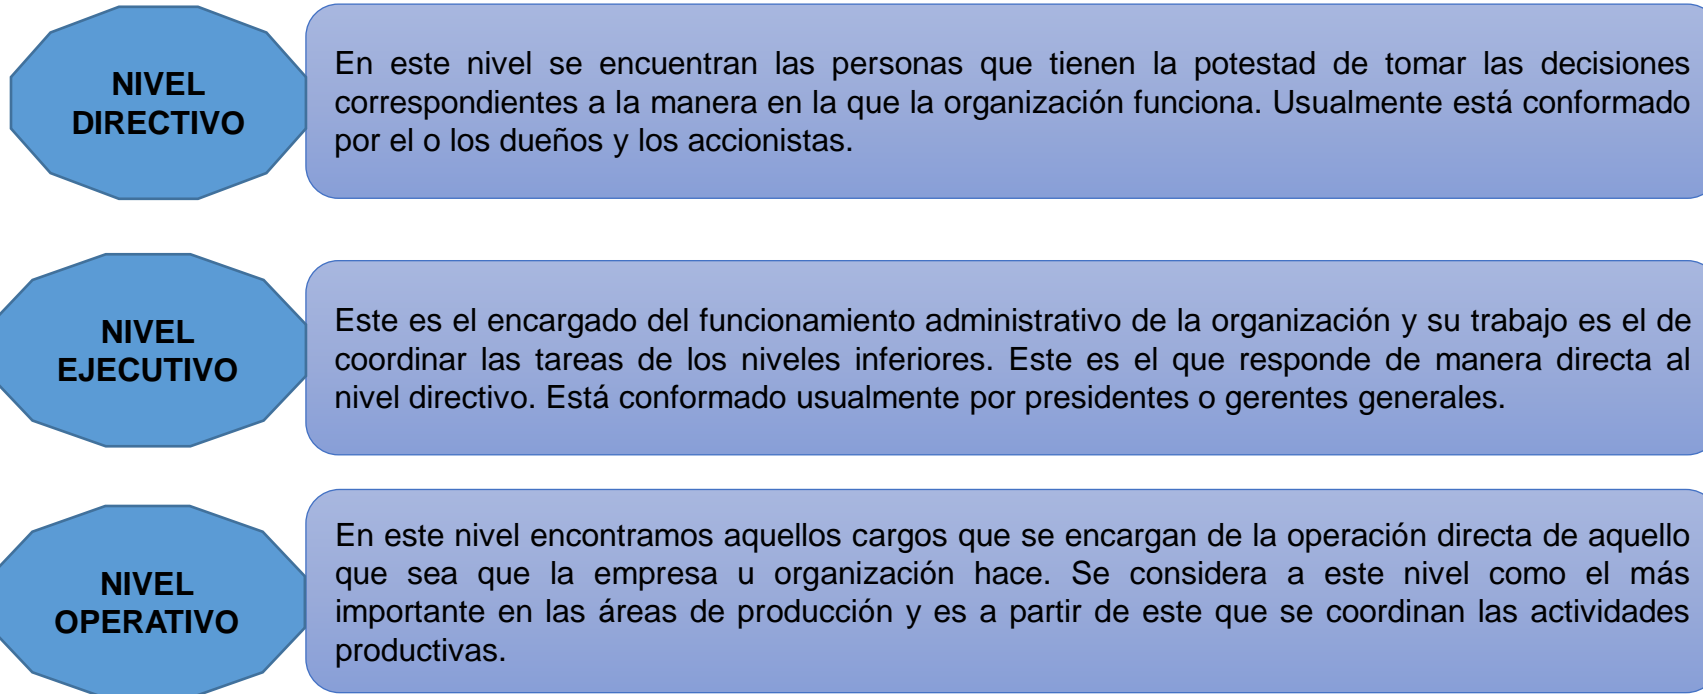 NIVEL
DIRECTIVO
En este nivel se encuentran las personas que tienen la potestad de tomar las decisiones
correspondientes a la manera en la que la organización funciona. Usualmente está conformado
por el o los dueños y los accionistas.
NIVEL
EJECUTIVO
Este es el encargado del funcionamiento administrativo de la organización y su trabajo es el de
coordinar las tareas de los niveles inferiores. Este es el que responde de manera directa al
nivel directivo. Está conformado usualmente por presidentes o gerentes generales.
NIVEL
OPERATIVO
En este nivel encontramos aquellos cargos que se encargan de la operación directa de aquello
que sea que la empresa u organización hace. Se considera a este nivel como el más
importante en las áreas de producción y es a partir de este que se coordinan las actividades
productivas.